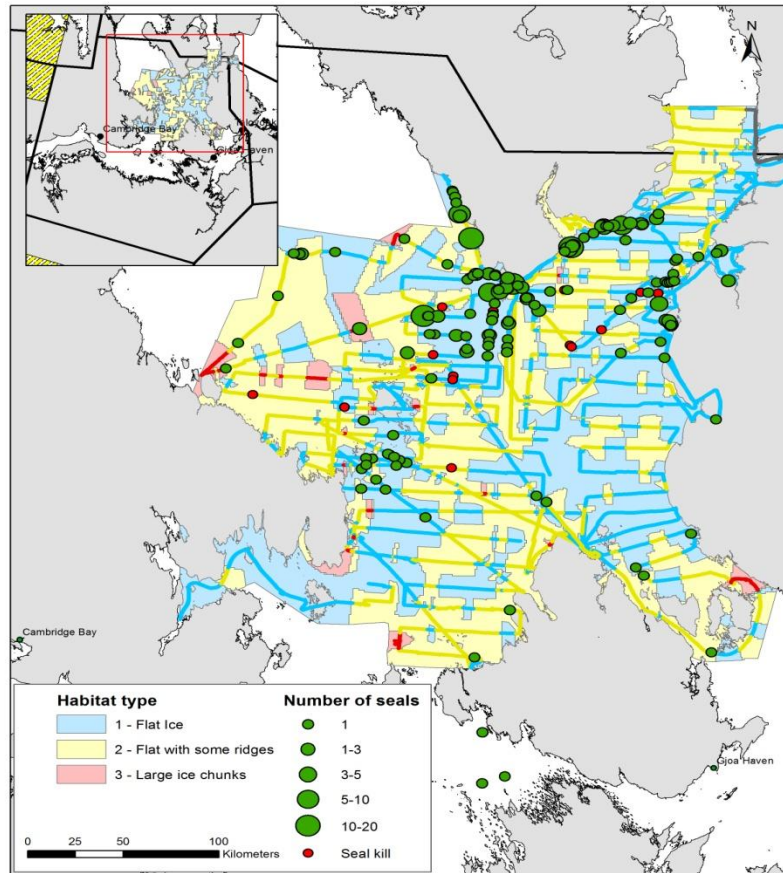 N
Cambridge Bay
Gjoa Haven
Cambridge Bay
Gjoa Haven
Habitat type
1 - Flat Ice
2 - Flat with some ridges
3 - Large ice chunks
0 25 50 100
Kilometers
Number of seals
1
1-3
3-5
5-10
10-20
Seal kill